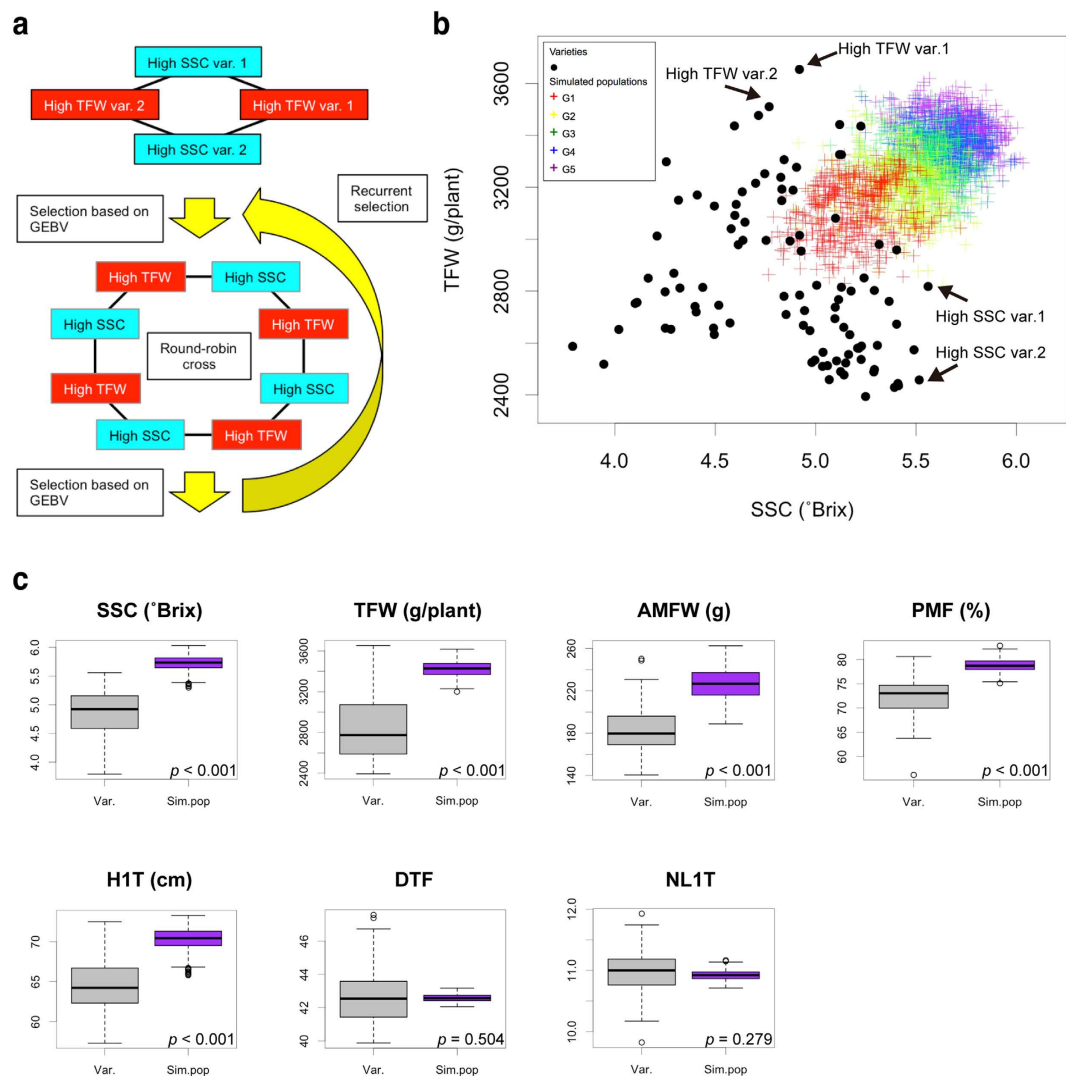 a
High SSC var. 1
High TFW var. 2
High TFW var. 1
High SSC var. 2
Selection based on
GEBV
Recurrent
selection
High TFW
High SSC
High SSC
High TFW
Round-robin
cross
High TFW
High SSC
High SSC
High TFW
Selection based on
GEBV
b
Varieties
Simulated populations
G1
G2
G3
G4
G5
High TFW var.1
High TFW var.2
High SSC var.1
High SSC var.2
TFW (g/plant)
3600
3200
2800
2400
4.0 4.5 5.0 5.5 6.0
SSC (˚Brix)
c
SSC (˚Brix)
6.0
5.5
5.0
4.5
4.0
p < 0.001
Var. Sim.pop
TFW (g/plant)
3600
3200
2800
2400
p < 0.001
Var. Sim.pop
AMFW (g)
260
220
180
140
p < 0.001
Var. Sim.pop
PMF (%)
80
75
70
65
60
p < 0.001
Var. Sim.pop
H1T (cm)
70
65
60
p < 0.001
Var. Sim.pop
DTF
46
44
42
40
p = 0.504
Var. Sim.pop
NL1T
12.0
11.0
10.0
p = 0.279
Var. Sim.pop